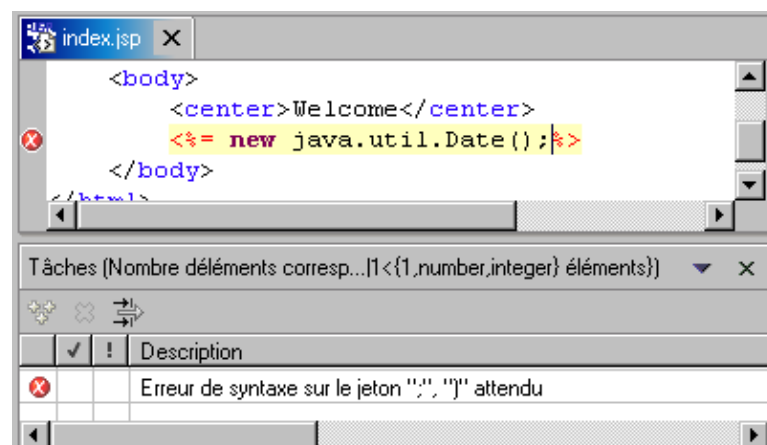 index.jsp
<body>
<center>Welcome</center>
<%= new java.util.Date();%>
</body>
</html>
Tâches (Nombre déléments corresp...|1<{1,number,integer} éléments})
! Description
Erreur de syntaxe sur le jeton ";", ")" attendu